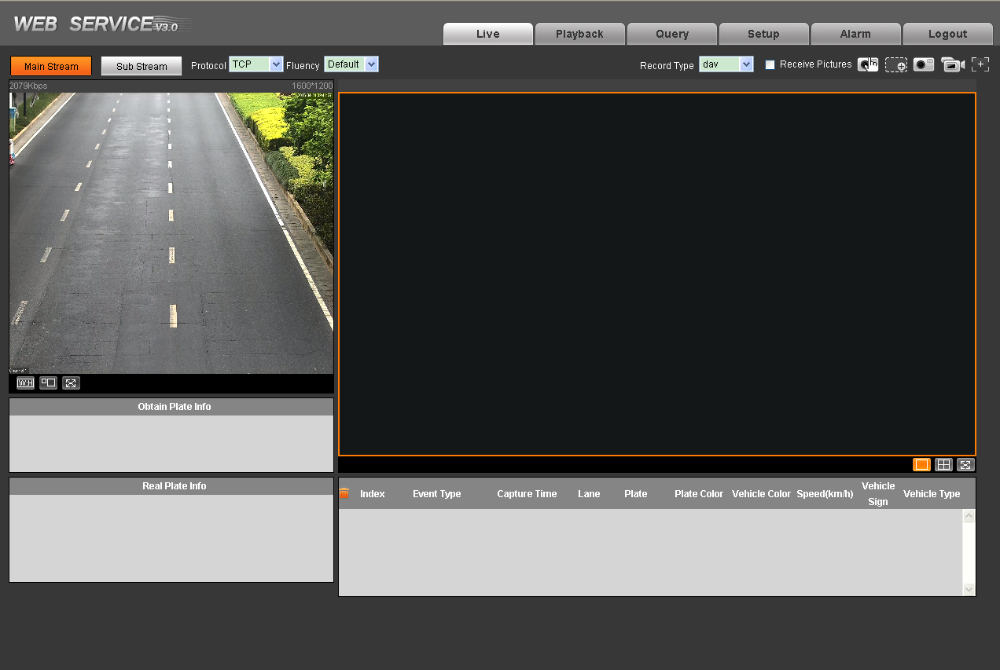 WEB SERVICE V3.0
Live Playback Query Setup Alarm Logout
Main Stream Sub Stream Protocol TCP Fluency Default Record Type dav Receive Pictures
2079Kbps 1600*1200
Channel1
W:H
Obtain Plate Info
Real Plate Info
Index Event Type Capture Time Lane Plate Plate Color Vehicle Color Speed(km/h) Vehicle Sign Vehicle Type